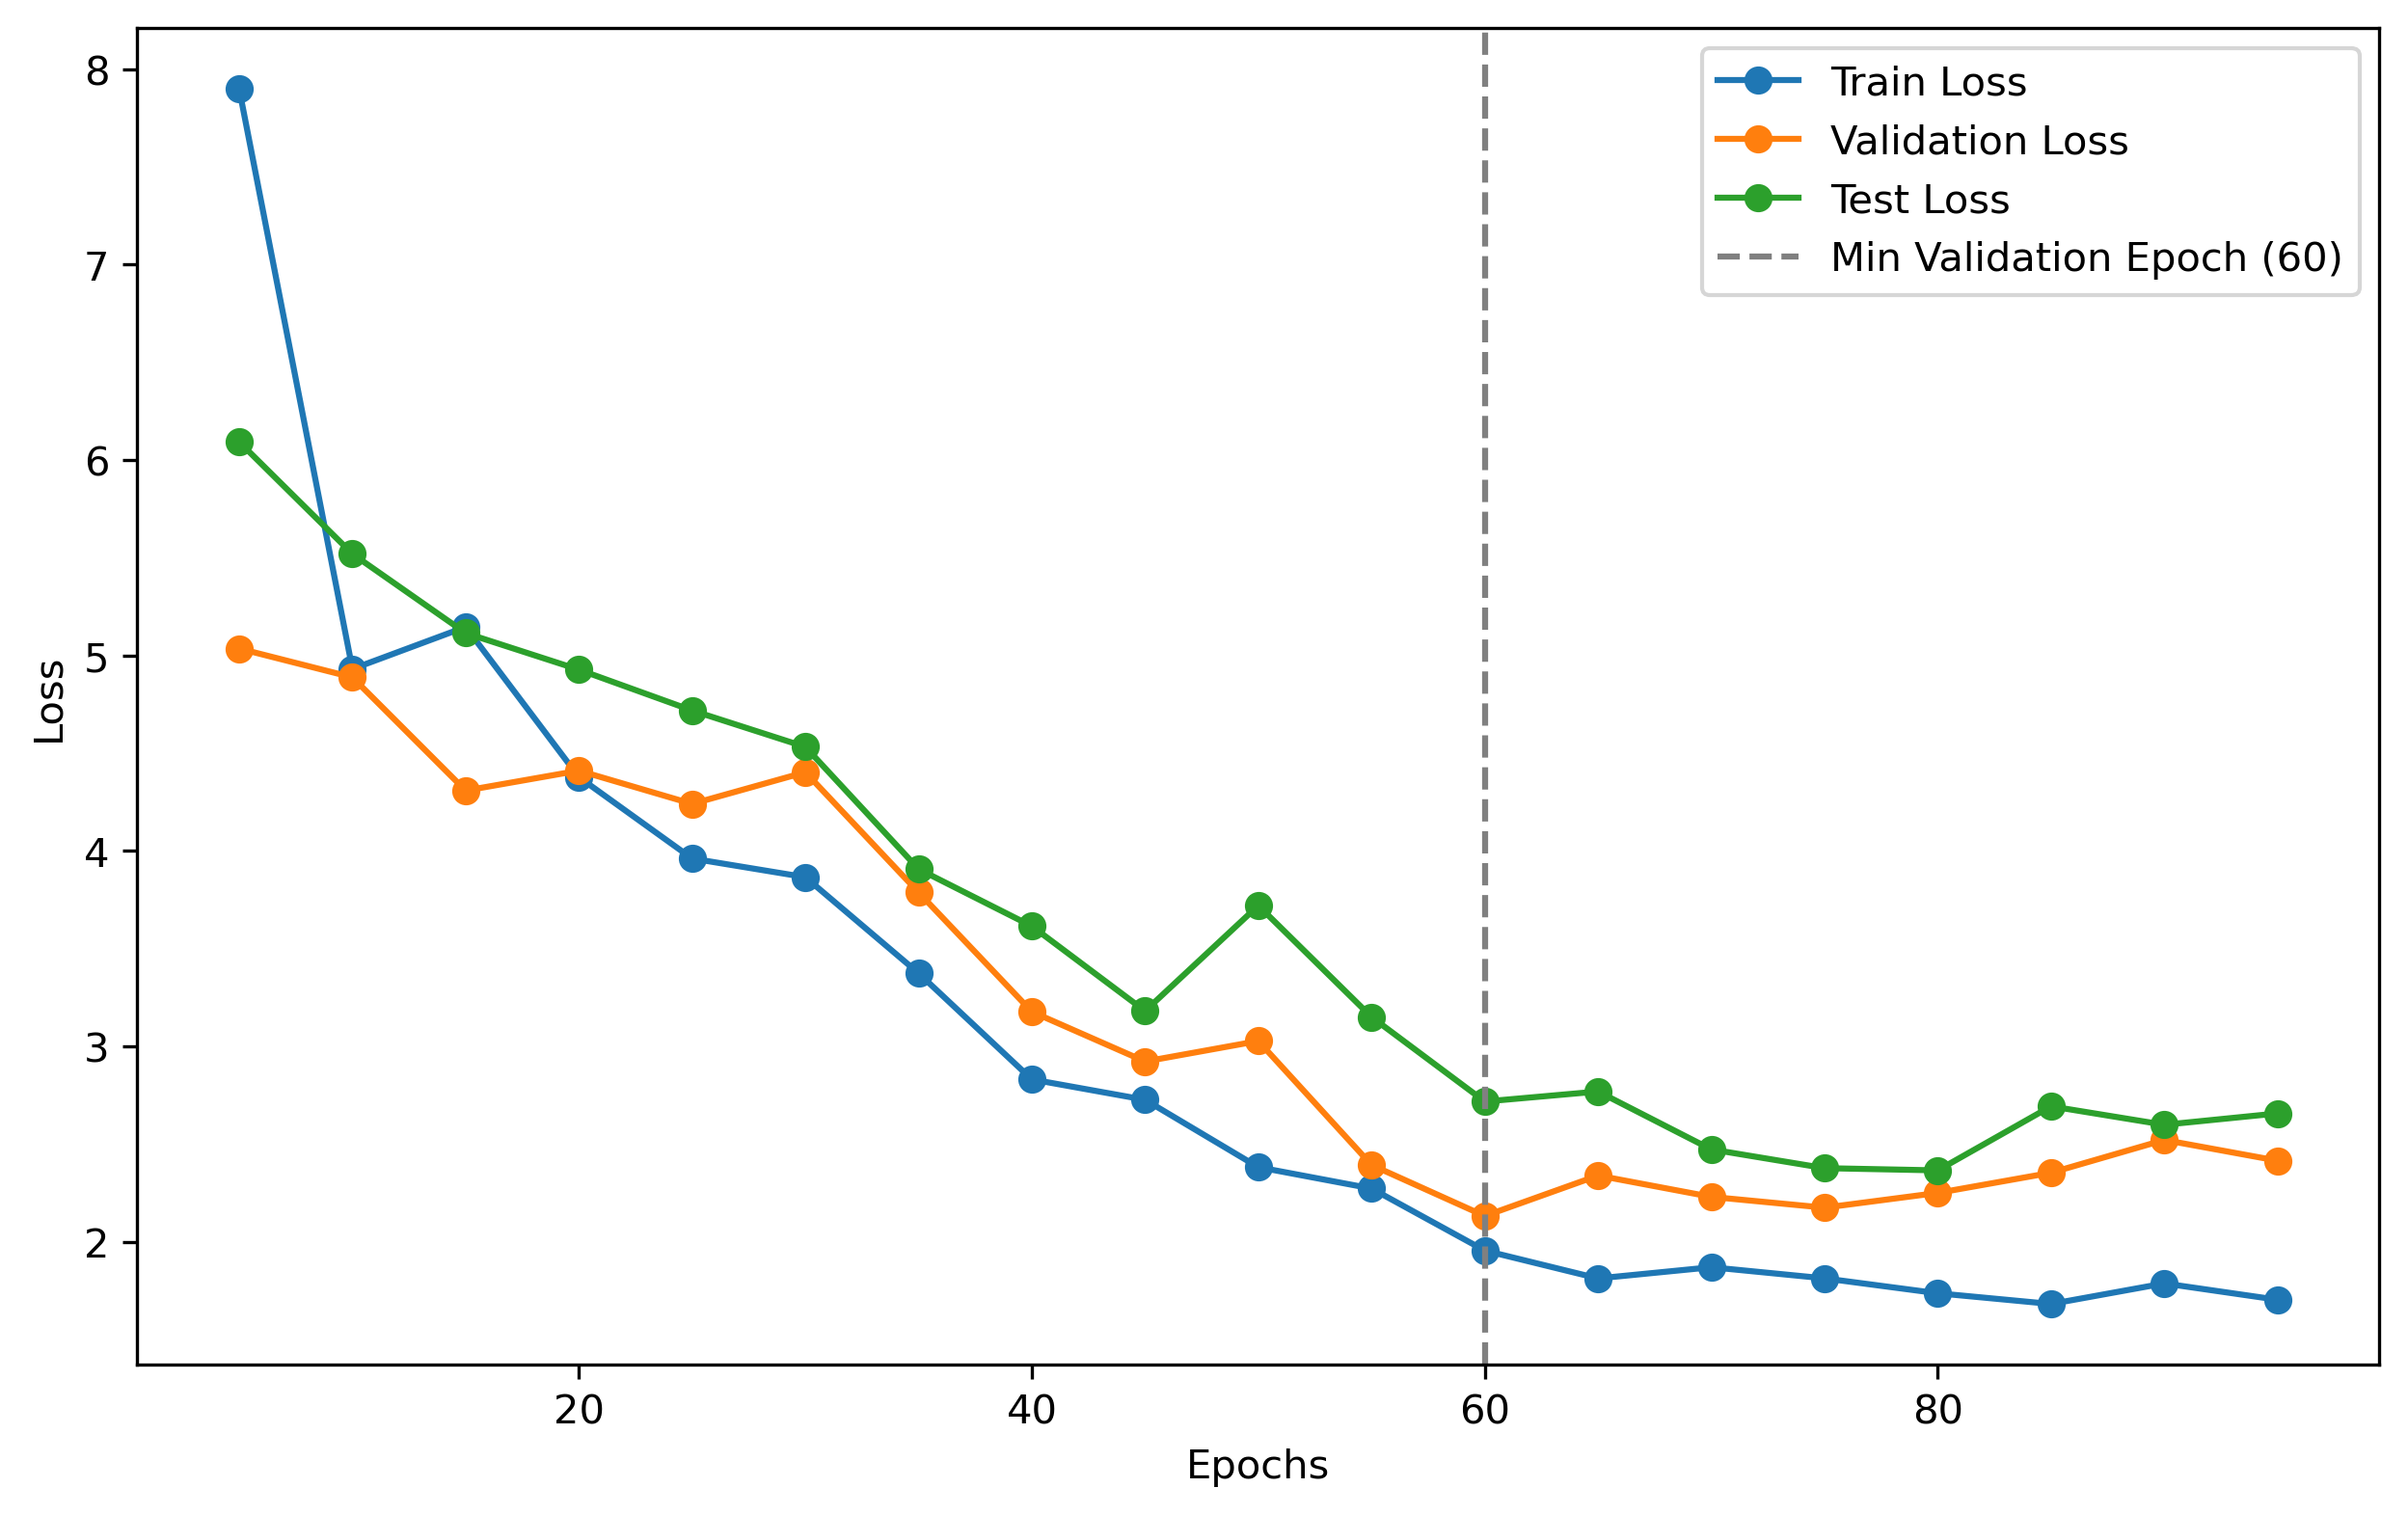 8
7
6
5
4
3
2
Loss
20 40 60 80
Epochs
Train Loss
Validation Loss
Test Loss
Min Validation Epoch (60)